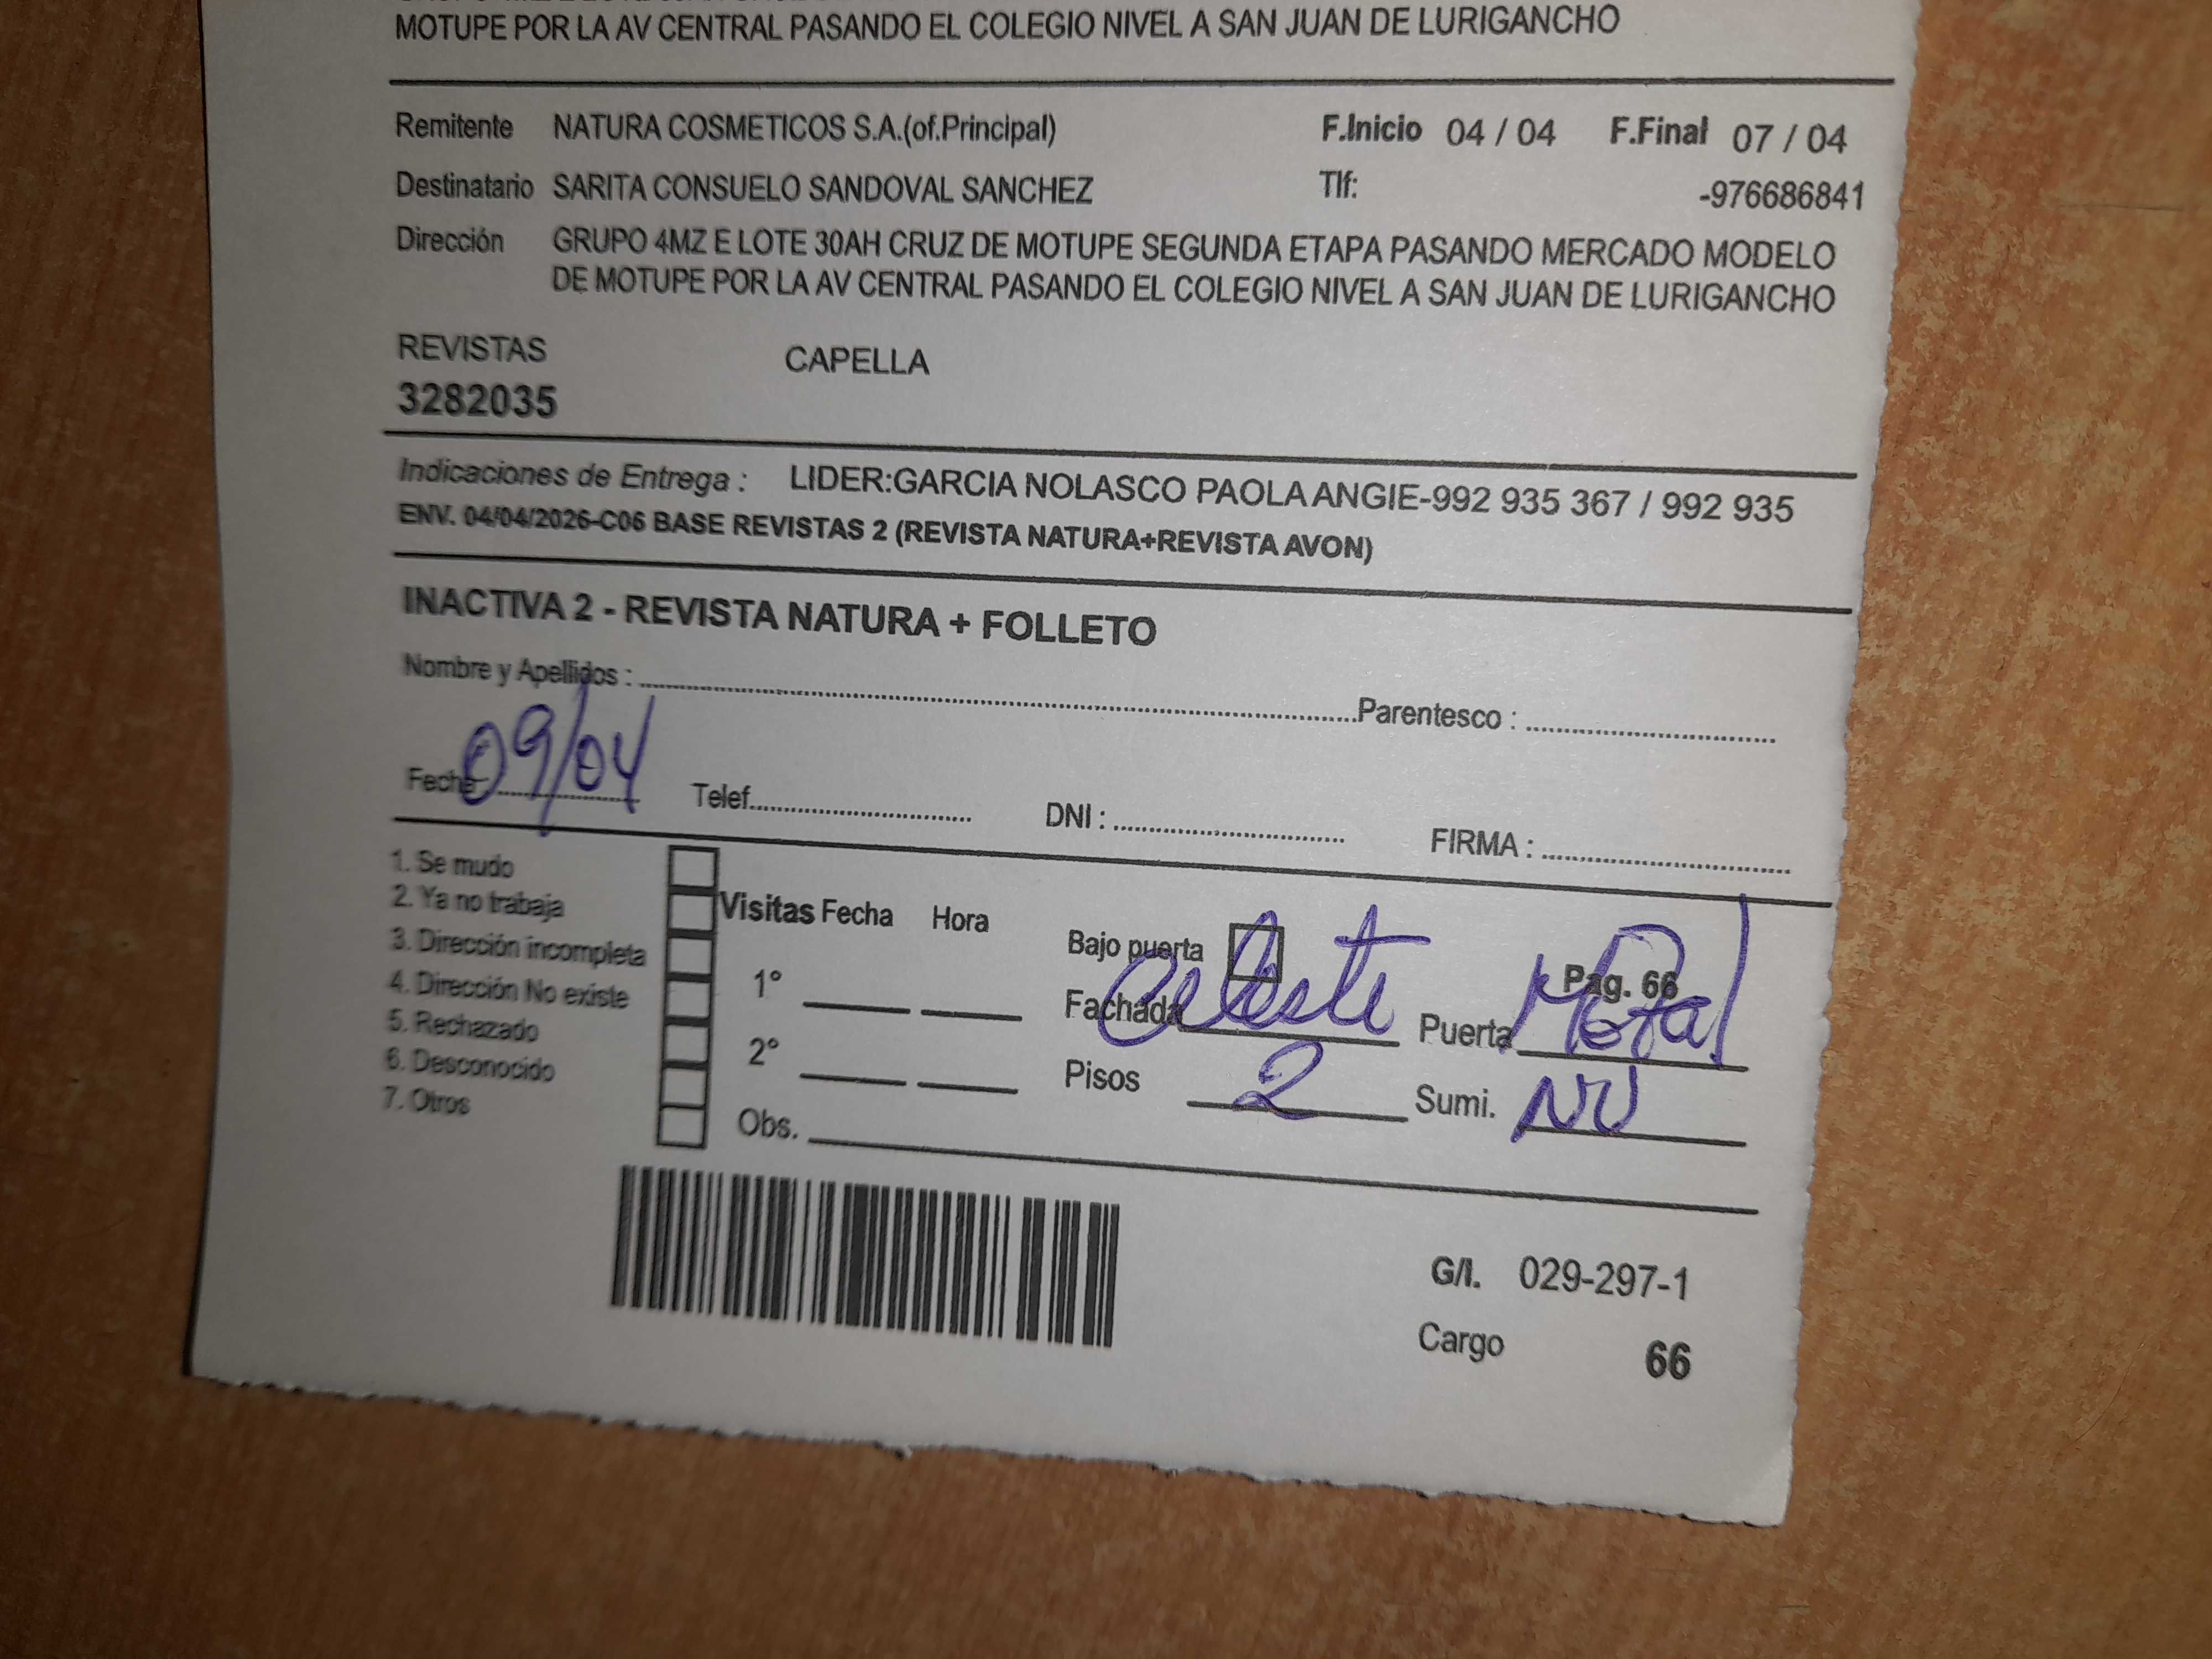 MOTUPE POR LA AV CENTRAL PASANDO EL COLEGIO NIVEL A SAN JUAN DE LURIGANCHO
Remitente NATURA COSMETICOS S.A.(of.Principal) F.Inicio 04 / 04 F.Final 07 / 04
Destinatario SARITA CONSUELO SANDOVAL SANCHEZ Tlf: -976686841
Dirección GRUPO 4MZ E LOTE 30AH CRUZ DE MOTUPE SEGUNDA ETAPA PASANDO MERCADO MODELO
DE MOTUPE POR LA AV CENTRAL PASANDO EL COLEGIO NIVEL A SAN JUAN DE LURIGANCHO
REVISTAS CAPELLA
3282035
Indicaciones de Entrega : LIDER:GARCIA NOLASCO PAOLA ANGIE-992 935 367 / 992 935
ENV. 04/04/2026-C06 BASE REVISTAS 2 (REVISTA NATURA+REVISTA AVON)
INACTIVA 2 - REVISTA NATURA + FOLLETO
Nombre y Apellidos : Parentesco :
Fecha 09/04 Telef. DNI : FIRMA :
1. Se mudo
2. Ya no trabaja
3. Dirección incompleta
4. Dirección No existe
5. Rechazado
6. Desconocido
7. Otros
Visitas Fecha Hora
1°
2°
Obs.
Bajo puerta Pag. 66
Fachada Celeste Puerta
Pisos 2 Sumi. NU
G/I. 029-297-1
Cargo 66